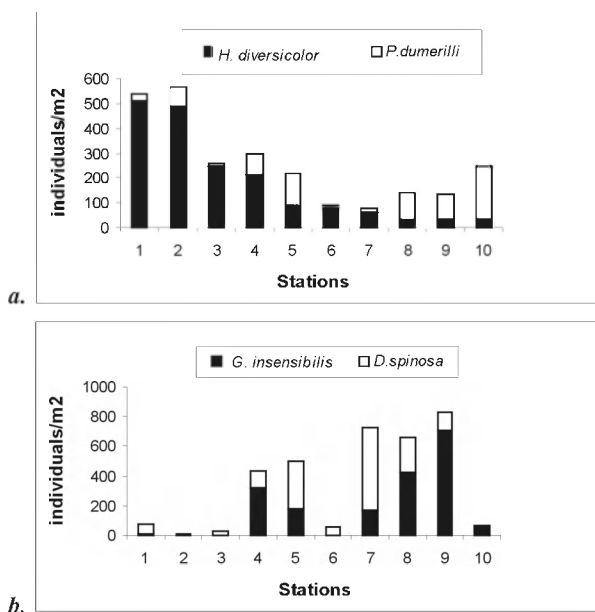 H. diversicolor P.dumerilli
600
500
400
300
200
100
0
individuals/m2
1 2 3 4 5 6 7 8 9 10
Stations
a.
G. insensibilis D.spinosa
1000
800
600
400
200
0
individuals/m2
1 2 3 4 5 6 7 8 9 10
Stations
b.